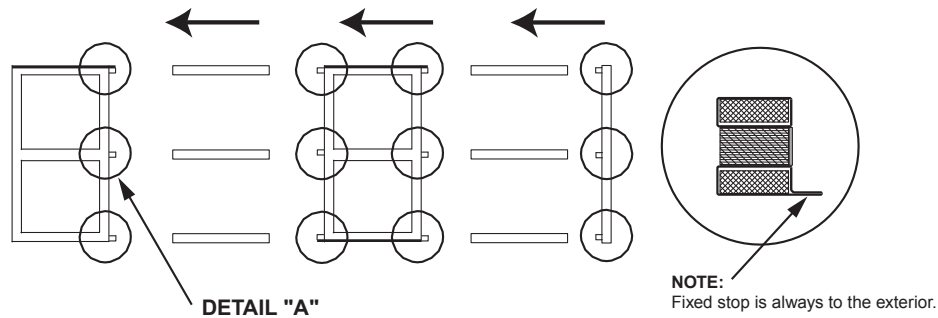 DETAIL "A"
NOTE:
Fixed stop is always to the exterior.